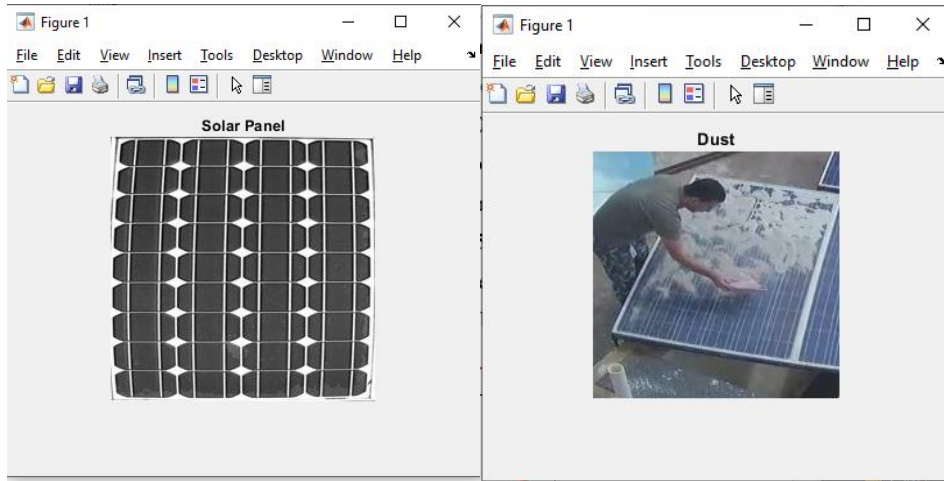 Figure 1
File Edit View Insert Tools Desktop Window Help
Solar Panel
Figure 1
File Edit View Insert Tools Desktop Window Help
Dust